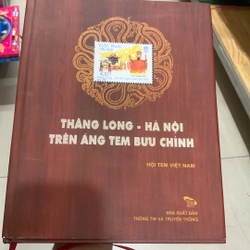 THĂNG LONG - HÀ NỘI
TRÊN ÁNG TEM BƯU CHÍNH
HỘI TEM VIỆT NAM
NHÀ XUẤT BẢN
THÔNG TIN VÀ TRUYỀN THÔNG